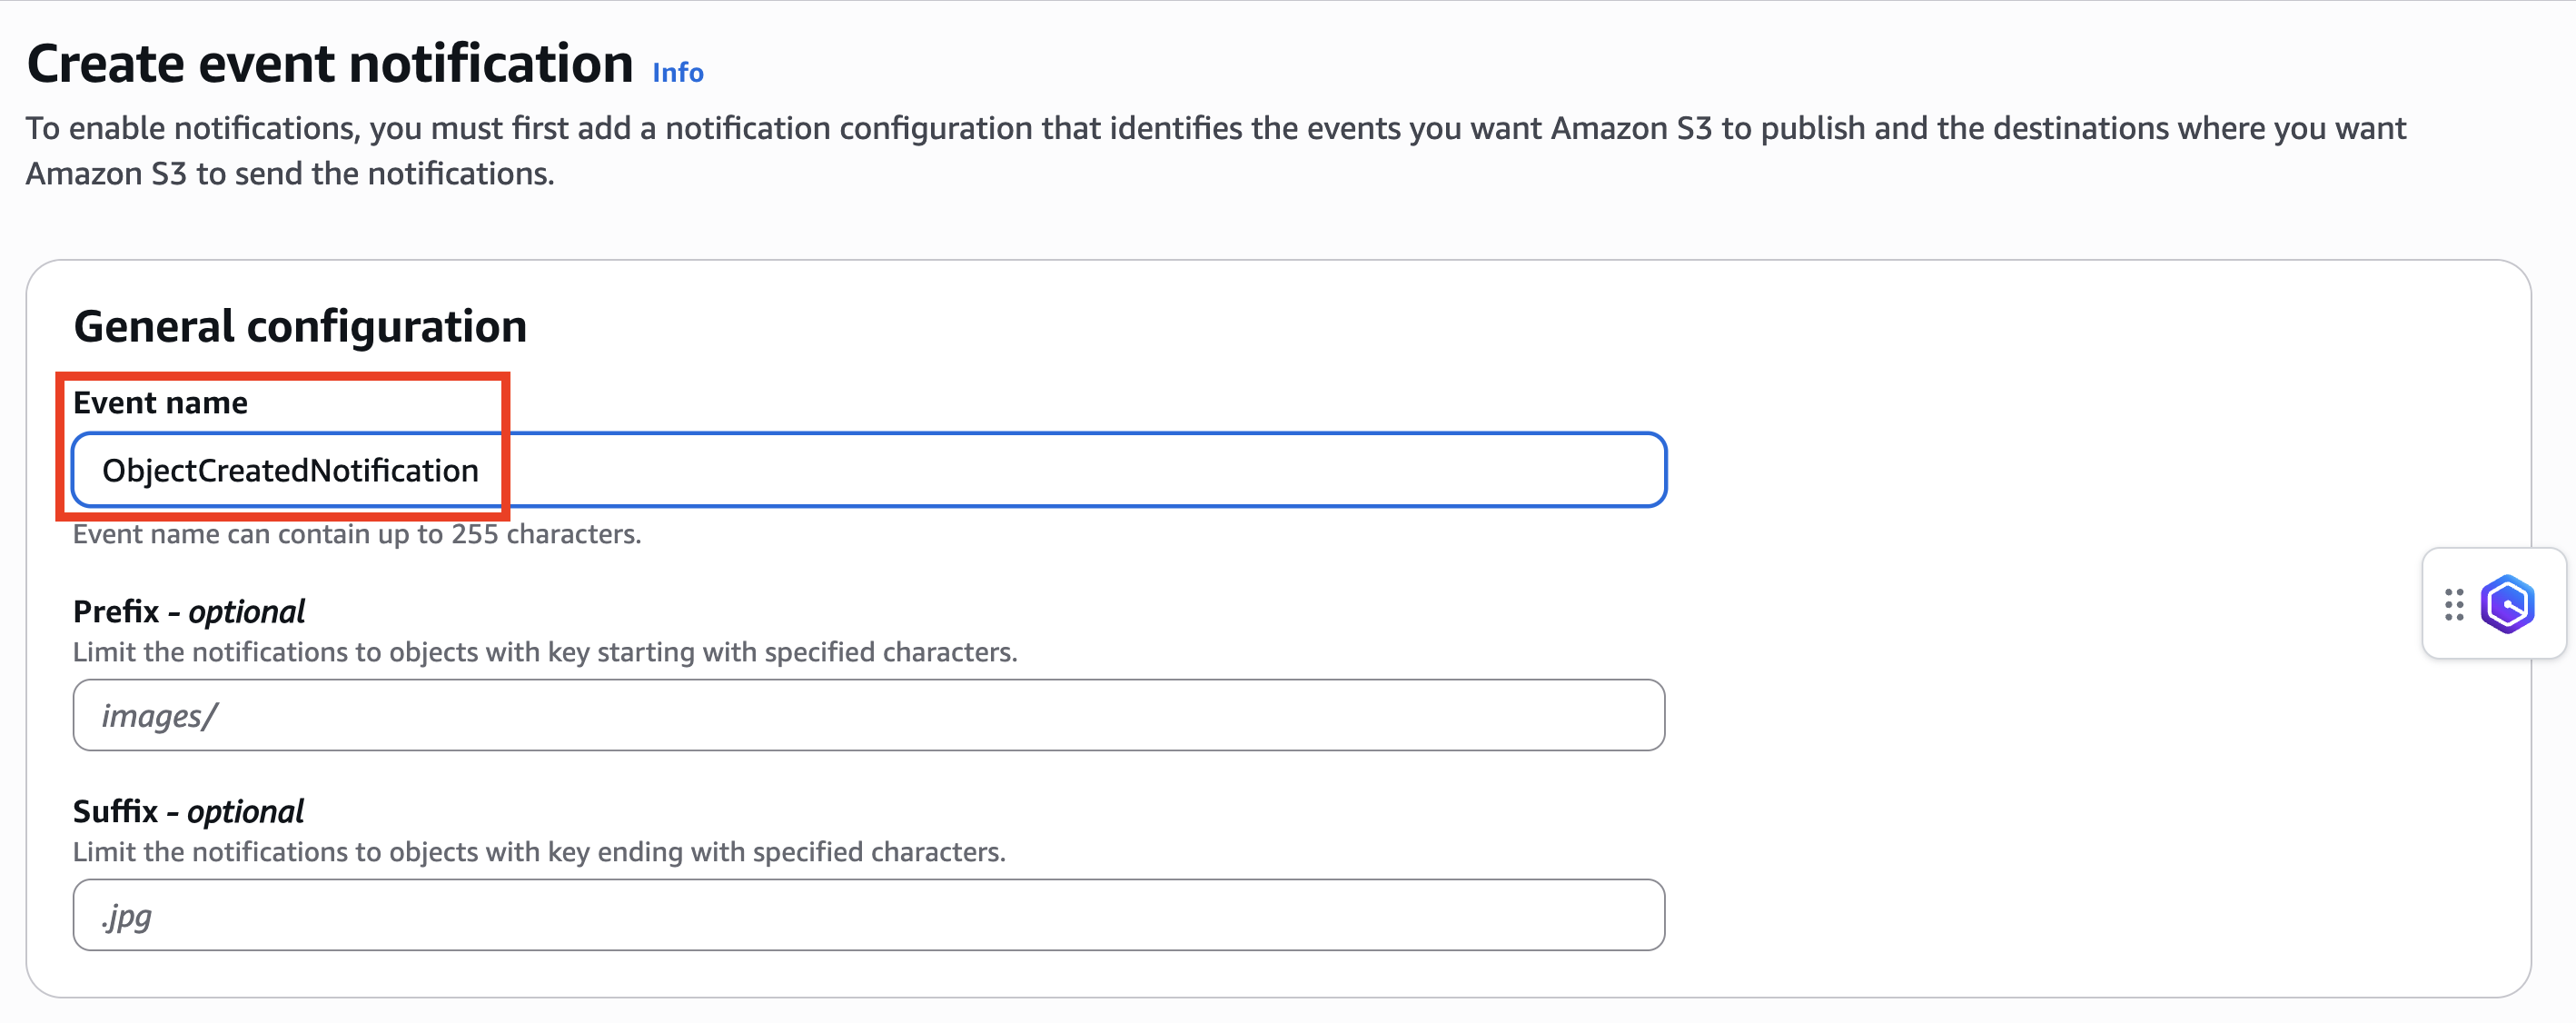 Create event notification Info
To enable notifications, you must first add a notification configuration that identifies the events you want Amazon S3 to publish and the destinations where you want
Amazon S3 to send the notifications.
General configuration
Event name
ObjectCreatedNotification
Event name can contain up to 255 characters.
Prefix - optional
Limit the notifications to objects with key starting with specified characters.
images/
Suffix - optional
Limit the notifications to objects with key ending with specified characters.
.jpg